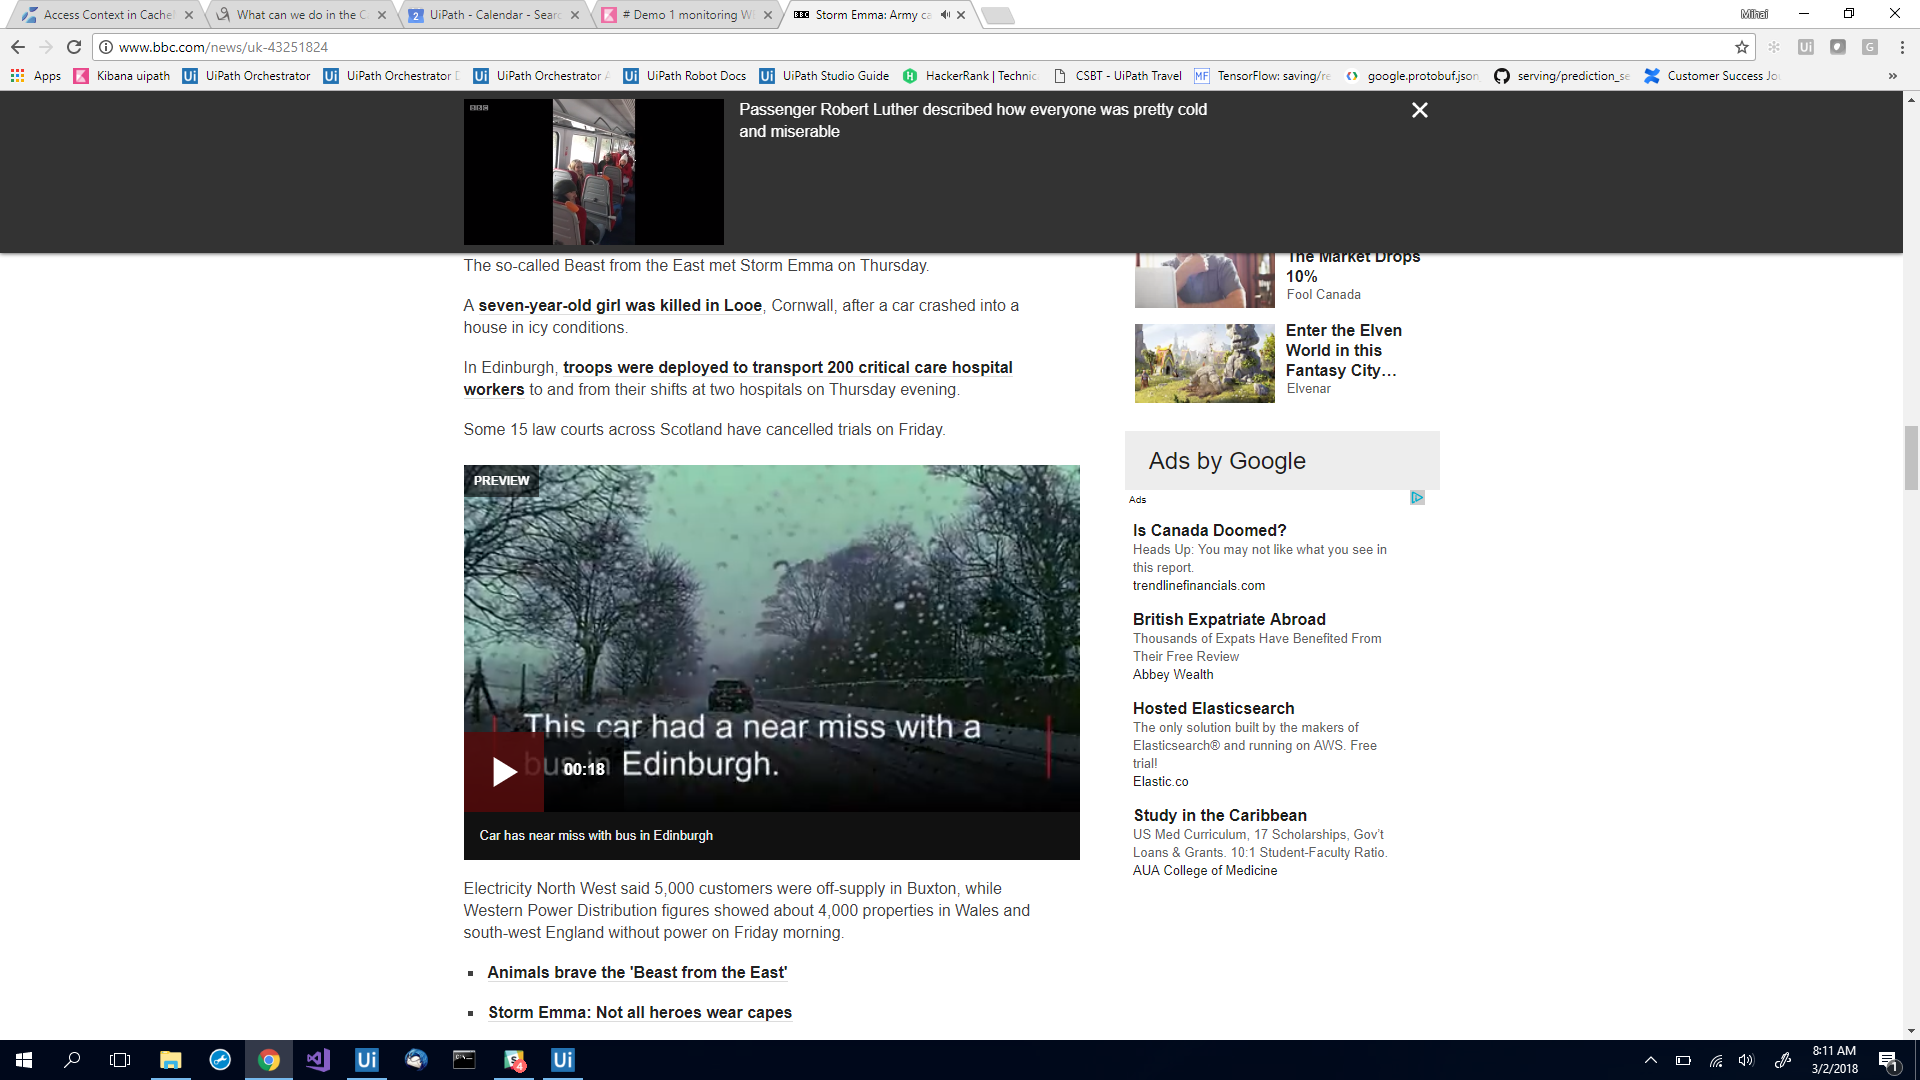 Access Context in Cache
What can we do in the C
UiPath - Calendar - Sear
# Demo 1 monitoring W
BBC Storm Emma: Army ca
Mihai
www.bbc.com/news/uk-43251824
Apps Kibana uipath UiPath Orchestrator UiPath Orchestrator UiPath Orchestrator UiPath Robot Docs UiPath Studio Guide HackerRank | Technic CSBT - UiPath Travel MF TensorFlow: saving/re google.protobuf.json serving/prediction_se Customer Success Jou »
BBC
Passenger Robert Luther described how everyone was pretty cold
and miserable
The so-called Beast from the East met Storm Emma on Thursday.
A seven-year-old girl was killed in Looe, Cornwall, after a car crashed into a
house in icy conditions.
In Edinburgh, troops were deployed to transport 200 critical care hospital
workers to and from their shifts at two hospitals on Thursday evening.
Some 15 law courts across Scotland have cancelled trials on Friday.
PREVIEW
This car had a near miss with a
bus in Edinburgh.
00:18
Car has near miss with bus in Edinburgh
Electricity North West said 5,000 customers were off-supply in Buxton, while
Western Power Distribution figures showed about 4,000 properties in Wales and
south-west England without power on Friday morning.
Animals brave the 'Beast from the East'
Storm Emma: Not all heroes wear capes
The Market Drops
10%
Fool Canada
Enter the Elven
World in this
Fantasy City…
Elvenar
Ads by Google
Ads
Is Canada Doomed?
Heads Up: You may not like what you see in
this report.
trendlinefinancials.com
British Expatriate Abroad
Thousands of Expats Have Benefited From
Their Free Review
Abbey Wealth
Hosted Elasticsearch
The only solution built by the makers of
Elasticsearch® and running on AWS. Free
trial!
Elastic.co
Study in the Caribbean
US Med Curriculum, 17 Scholarships, Gov't
Loans & Grants. 10:1 Student-Faculty Ratio.
AUA College of Medicine
Ui
Ui
4
8:11 AM
3/2/2018
1